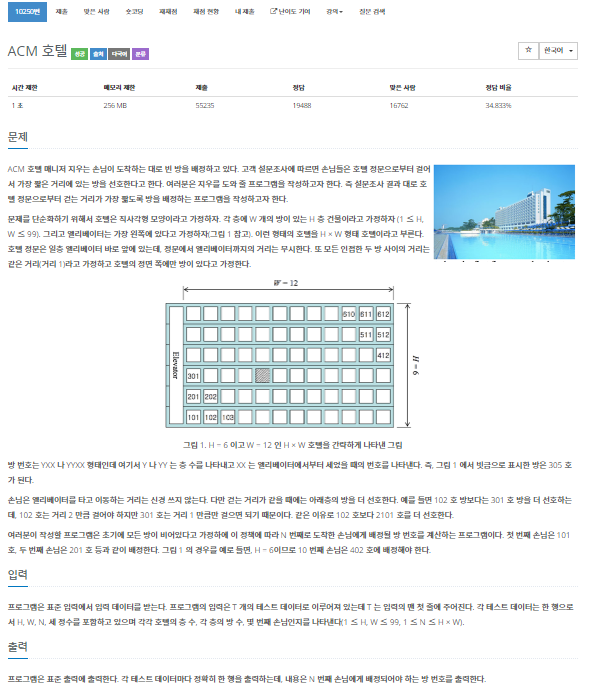 10250번 제출 맞은 사람 숏코딩 재채점 채점 현황 내 제출 난이도 기여 강의 질문 검색
ACM 호텔 성공 출처 다국어 분류
한국어
시간 제한 메모리 제한 제출 정답 맞은 사람 정답 비율
1 초 256 MB 55235 19488 16762 34.833%
문제
ACM 호텔 매니저 지우는 손님이 도착하는 대로 빈 방을 배정하고 있다. 고객 설문조사에 따르면 손님들은 호텔 정문으로부터 걸어
서 가장 짧은 거리에 있는 방을 선호한다고 한다. 여러분은 지우를 도와 줄 프로그램을 작성하고자 한다. 즉 설문조사 결과 대로 호
텔 정문으로부터 걷는 거리가 가장 짧도록 방을 배정하는 프로그램을 작성하고자 한다.
문제를 단순화하기 위해서 호텔은 직사각형 모양이라고 가정하자. 각 층에 W 개의 방이 있는 H 층 건물이라고 가정하자 (1 ≤ H,
W ≤ 99). 그리고 엘리베이터는 가장 왼쪽에 있다고 가정하자(그림 1 참고). 이런 형태의 호텔을 H × W 형태 호텔이라고 부른다.
호텔 정문은 일층 엘리베이터 바로 앞에 있는데, 정문에서 엘리베이터까지의 거리는 무시한다. 또 모든 인접한 두 방 사이의 거리는
같은 거리(거리 1)라고 가정하고 호텔의 정면 쪽에만 방이 있다고 가정한다.
W = 12
610 611 612
511 512
412
301
201 202
101 102 103
Elevator
H = 6
그림 1. H = 6 이고 W = 12 인 H × W 호텔을 간략하게 나타낸 그림
방 번호는 YXX 나 YYXX 형태인데 여기서 Y 나 YY 는 층 수를 나타내고 XX 는 엘리베이터에서부터 세었을 때의 번호를 나타낸다. 즉, 그림 1 에서 빗금으로 표시한 방은 305 호
가 된다.
손님은 엘리베이터를 타고 이동하는 거리는 신경 쓰지 않는다. 다만 걷는 거리가 같을 때에는 아래층의 방을 더 선호한다. 예를 들면 102 호 방보다는 301 호 방을 더 선호하는
데, 102 호는 거리 2 만큼 걸어야 하지만 301 호는 거리 1 만큼만 걸으면 되기 때문이다. 같은 이유로 102 호보다 2101 호를 더 선호한다.
여러분이 작성할 프로그램은 초기에 모든 방이 비어있다고 가정하에 이 정책에 따라 N 번째로 도착한 손님에게 배정될 방 번호를 계산하는 프로그램이다. 첫 번째 손님은 101
호, 두 번째 손님은 201 호 등과 같이 배정한다. 그림 1 의 경우를 예로 들면, H = 6이므로 10 번째 손님은 402 호에 배정해야 한다.
입력
프로그램은 표준 입력에서 입력 데이터를 받는다. 프로그램의 입력은 T 개의 테스트 데이터로 이루어져 있는데 T 는 입력의 맨 첫 줄에 주어진다. 각 테스트 데이터는 한 행으로
서 H, W, N, 세 정수를 포함하고 있으며 각각 호텔의 층 수, 각 층의 방 수, 몇 번째 손님인지를 나타낸다(1 ≤ H, W ≤ 99, 1 ≤ N ≤ H × W).
출력
프로그램은 표준 출력에 출력한다. 각 테스트 데이터마다 정확히 한 행을 출력하는데, 내용은 N 번째 손님에게 배정되어야 하는 방 번호를 출력한다.